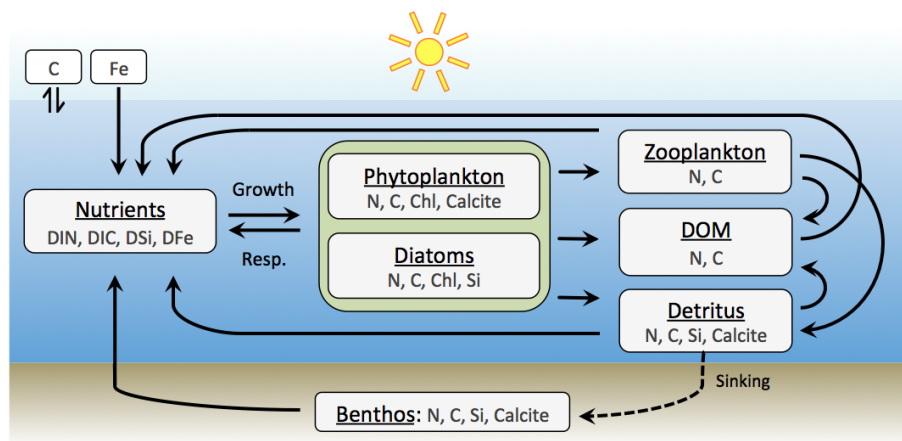 C
Fe
Nutrients
DIN, DIC, DSi, DFe
Growth
Resp.
Phytoplankton
N, C, Chl, Calcite
Diatoms
N, C, Chl, Si
Zooplankton
N, C
DOM
N, C
Detritus
N, C, Si, Calcite
Sinking
Benthos: N, C, Si, Calcite